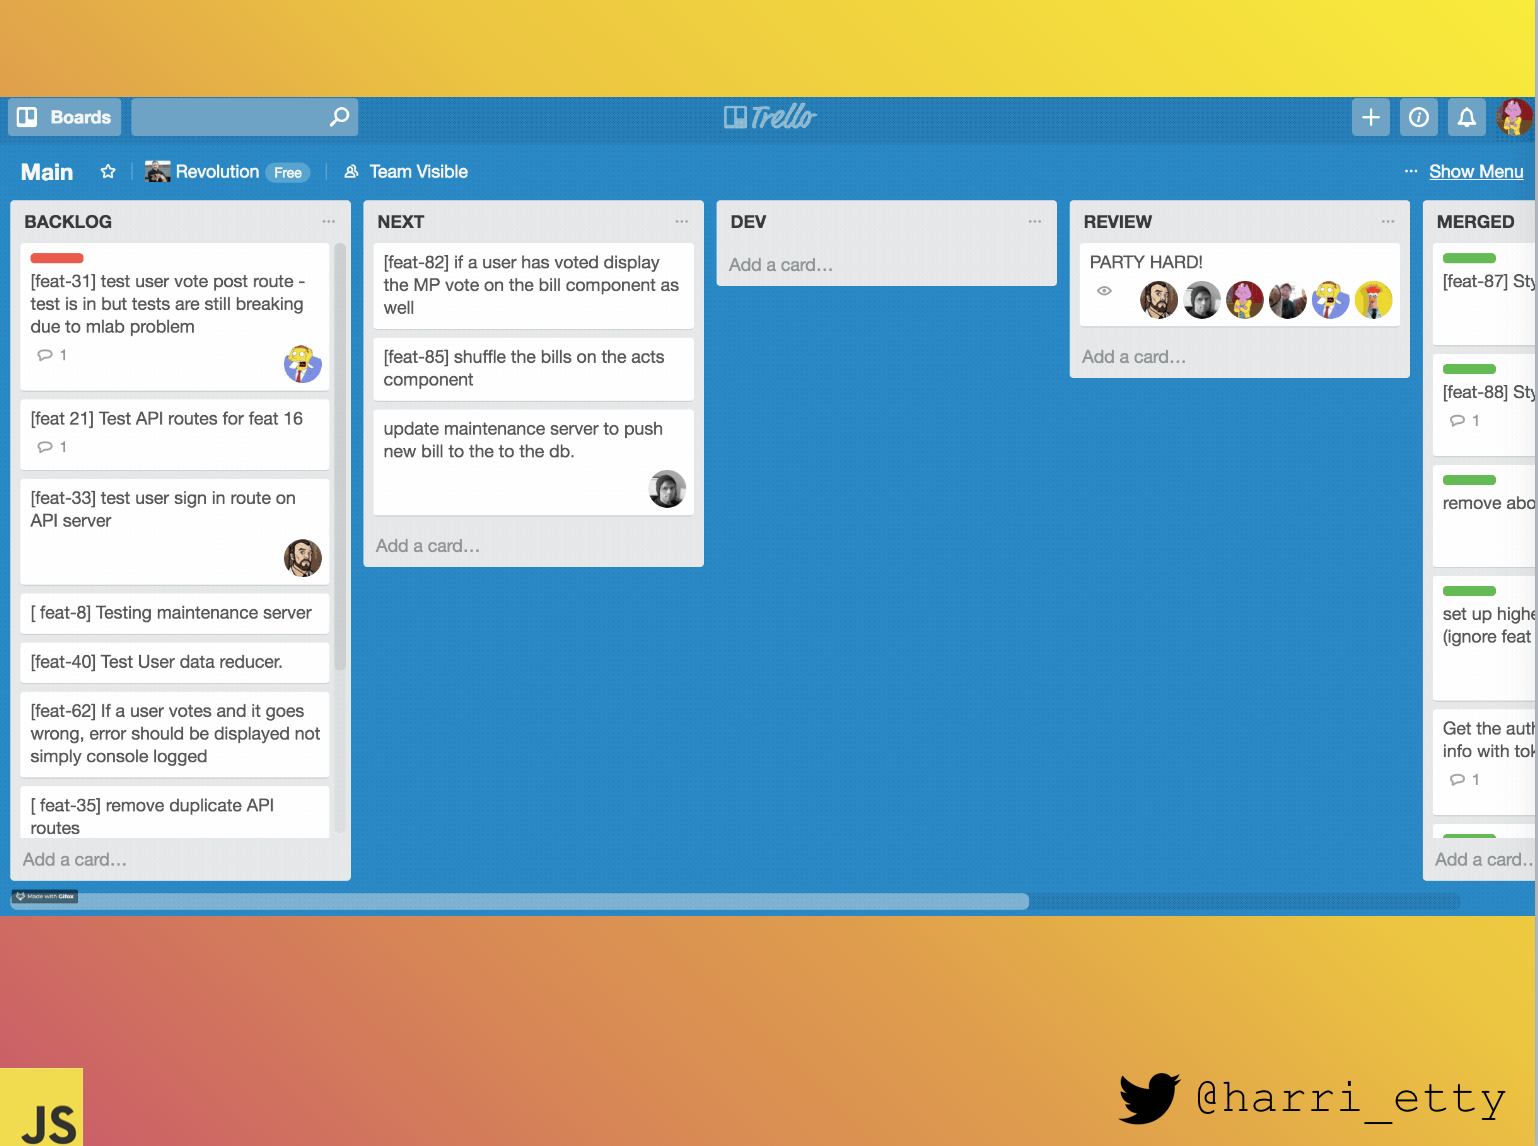 Boards
Trello
Main
Revolution Free
Team Visible
... Show Menu
BACKLOG ...
[feat-31] test user vote post route -
test is in but tests are still breaking
due to mlab problem
1
[feat 21] Test API routes for feat 16
1
[feat-33] test user sign in route on
API server
[ feat-8] Testing maintenance server
[feat-40] Test User data reducer.
[feat-62] If a user votes and it goes
wrong, error should be displayed not
simply console logged
[ feat-35] remove duplicate API
routes
Add a card...
NEXT ...
[feat-82] if a user has voted display
the MP vote on the bill component as
well
[feat-85] shuffle the bills on the acts
component
update maintenance server to push
new bill to the to the db.
Add a card...
DEV ...
Add a card...
REVIEW ...
PARTY HARD!
Add a card...
MERGED
[feat-87] Sty
[feat-88] Sty
1
remove abo
set up highe
(ignore feat
Get the auth
info with tok
1
Add a card...
Made with Gifox
JS
@harri_etty